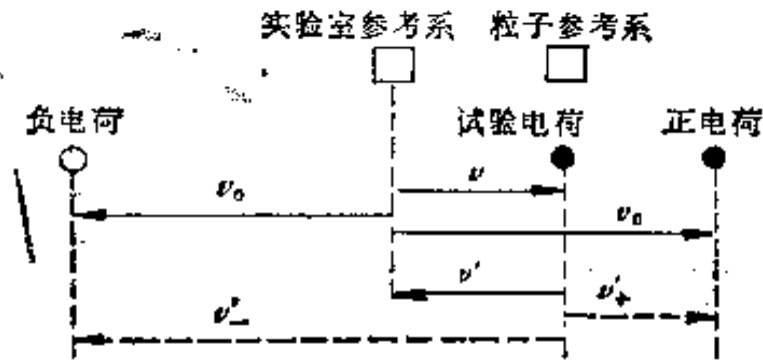 实验室参考系 粒子参考系
负电荷 试验电荷 正电荷
v₀ v
v₀
v′ v′₊
v′₋